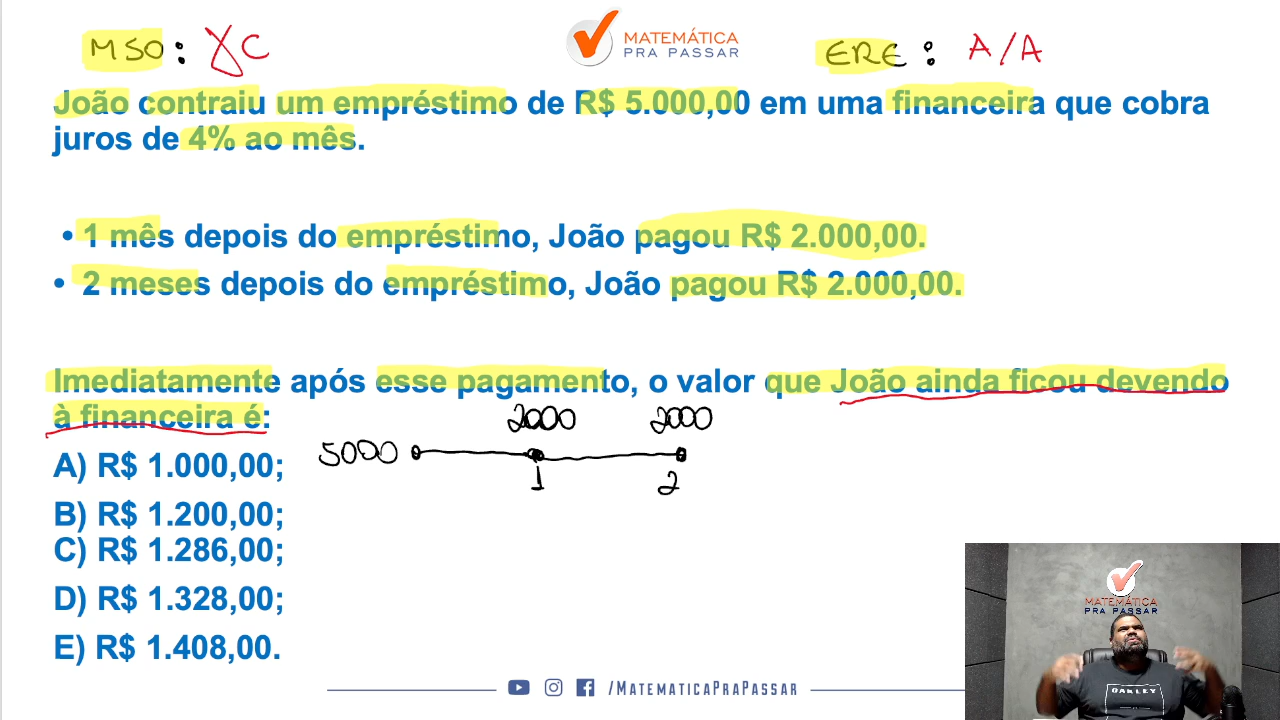 MSO: JC
MATEMÁTICA
PRA PASSAR
ERE: A/A
João contraiu um empréstimo de R$ 5.000,00 em uma financeira que cobra
juros de 4% ao mês.
• 1 mês depois do empréstimo, João pagou R$ 2.000,00.
• 2 meses depois do empréstimo, João pagou R$ 2.000,00.
Imediatamente após esse pagamento, o valor que João ainda ficou devendo
à financeira é:
2000 2000
5000
1 2
A) R$ 1.000,00;
B) R$ 1.200,00;
C) R$ 1.286,00;
D) R$ 1.328,00;
E) R$ 1.408,00.
MATEMÁTICA
PRA PASSAR
OAKLEY
/MATEMATICAPRAPASSAR